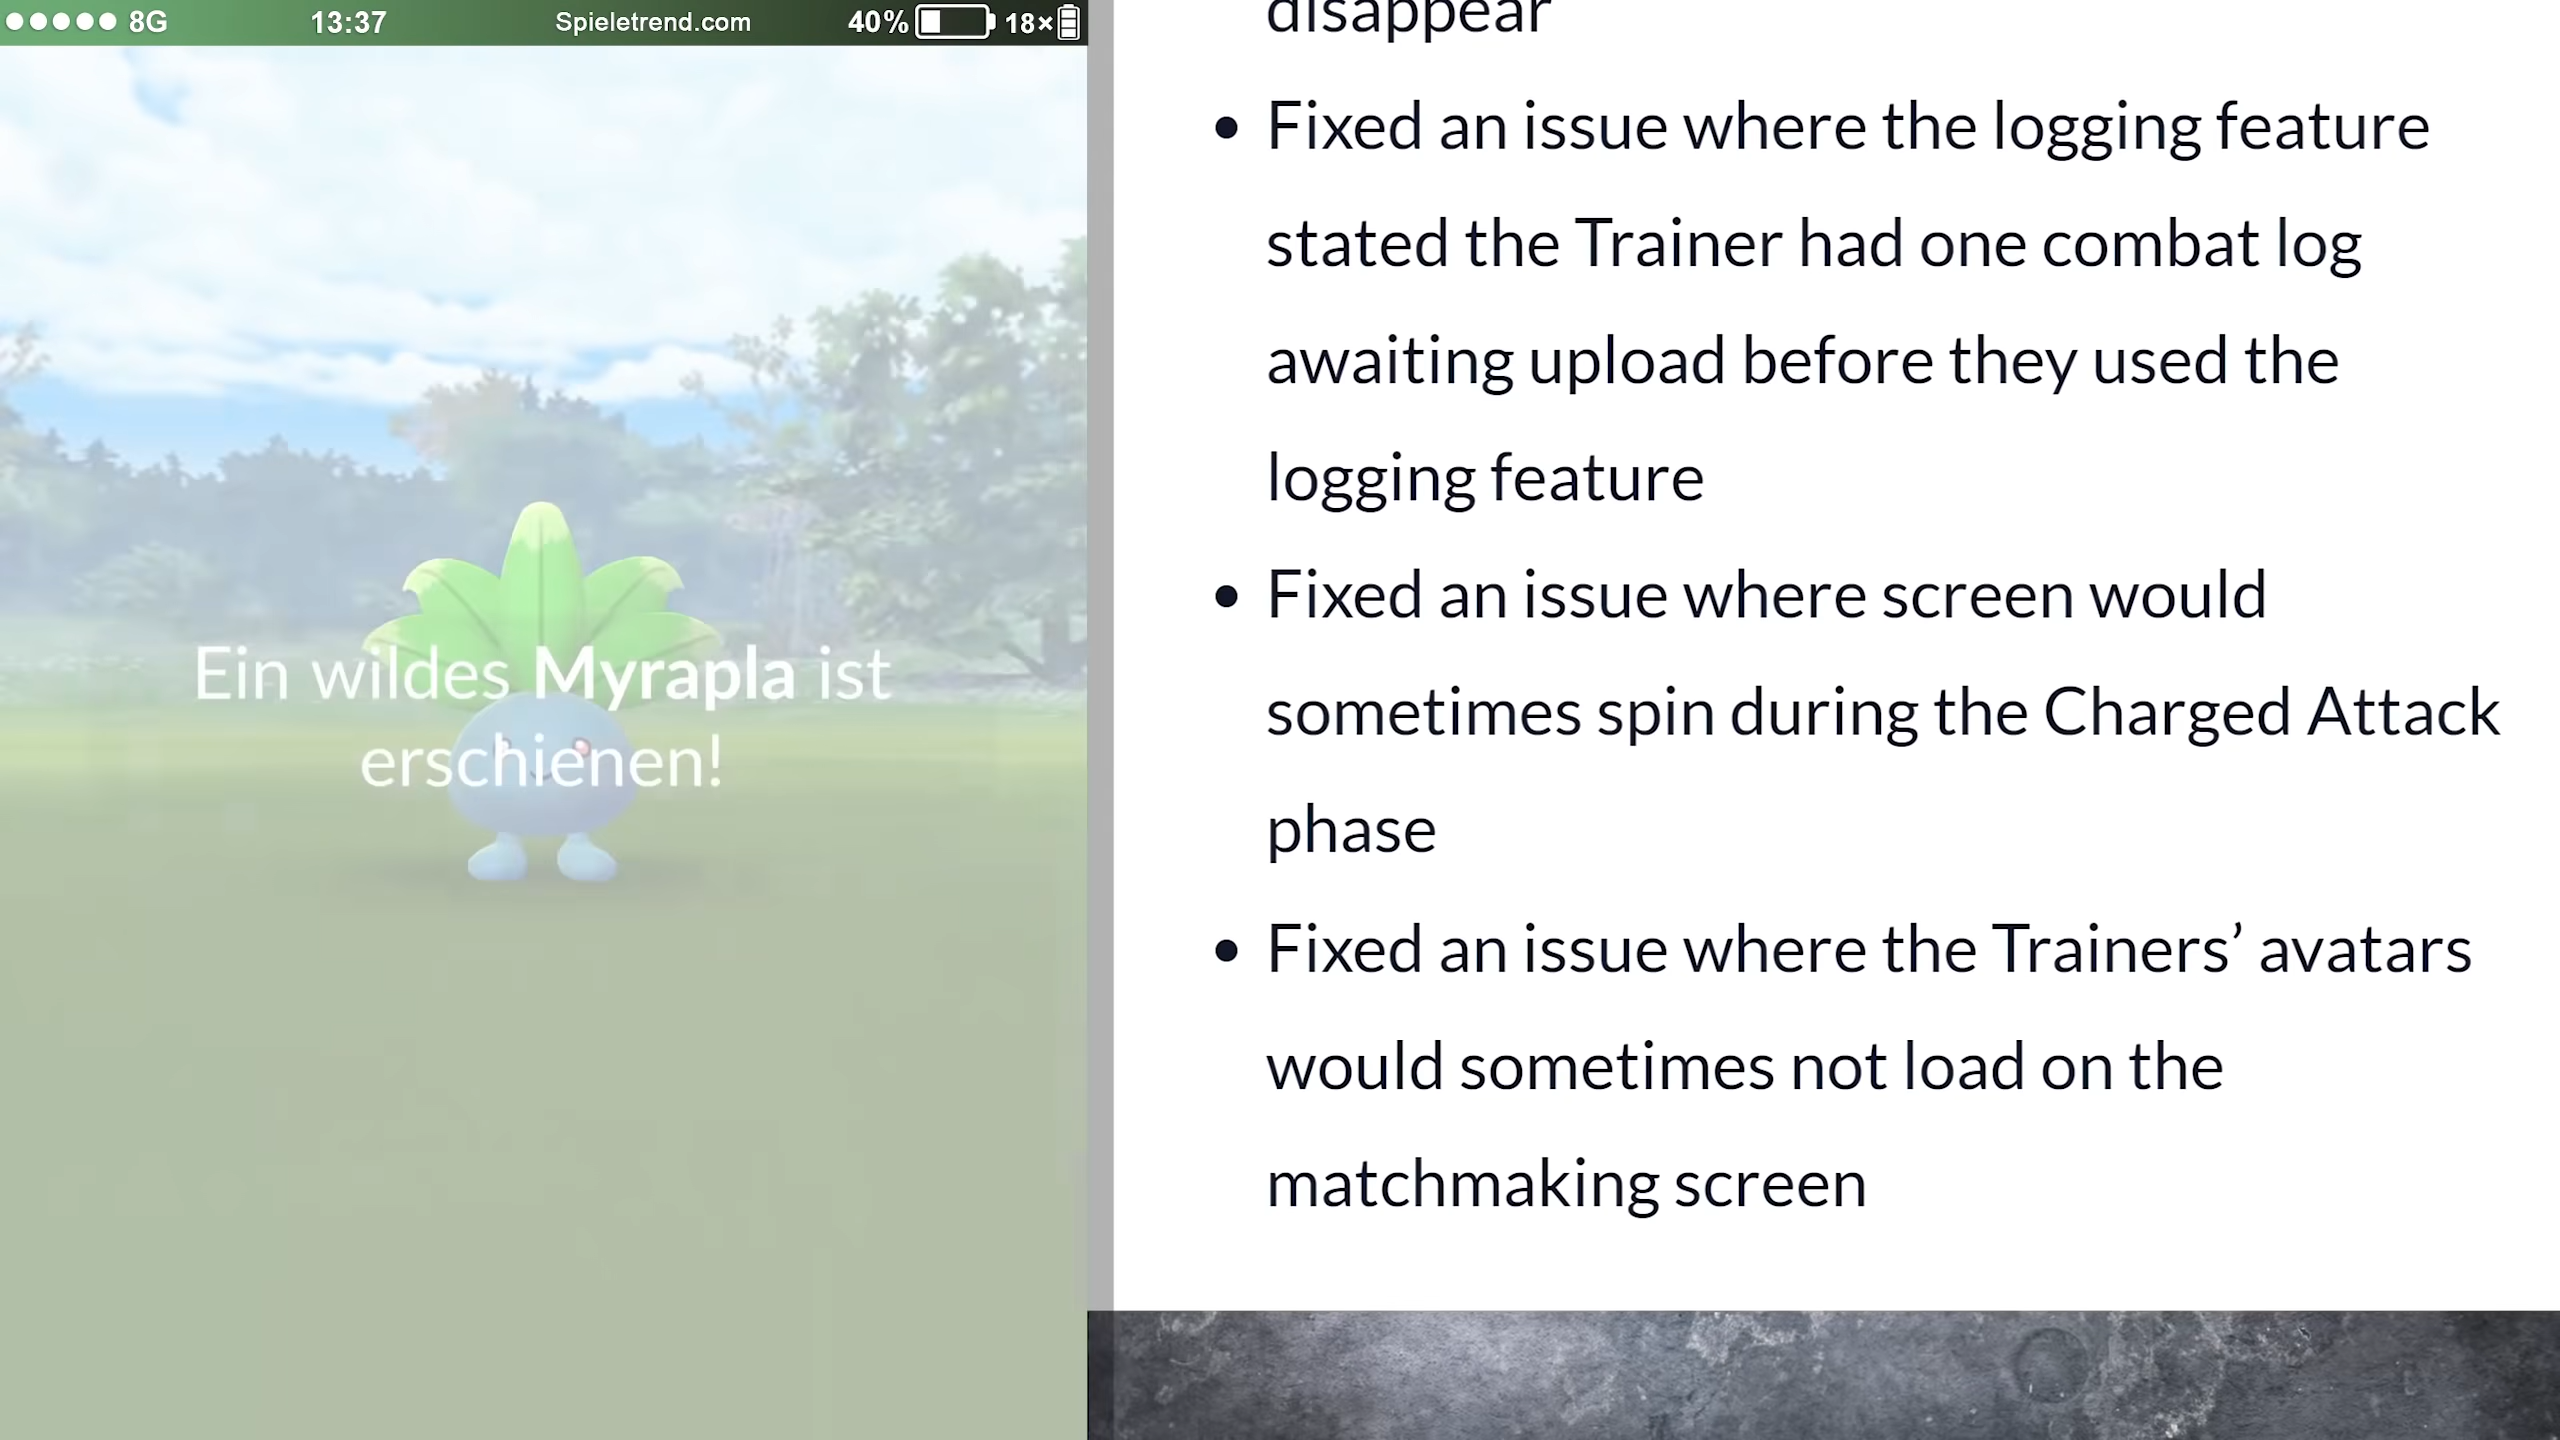 8G 13:37 Spieletrend.com 40% 18×
Ein wildes Myrapla ist
erschienen!
disappear
• Fixed an issue where the logging feature
stated the Trainer had one combat log
awaiting upload before they used the
logging feature
• Fixed an issue where screen would
sometimes spin during the Charged Attack
phase
• Fixed an issue where the Trainers’ avatars
would sometimes not load on the
matchmaking screen